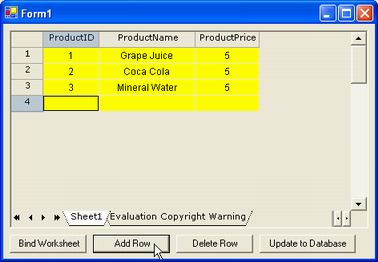 Form1
ProductID ProductName ProductPrice
1 1 Grape Juice 5
2 2 Coca Cola 5
3 3 Mineral Water 5
4
Sheet1 Evaluation Copyright Warning
Bind Worksheet Add Row Delete Row Update to Database